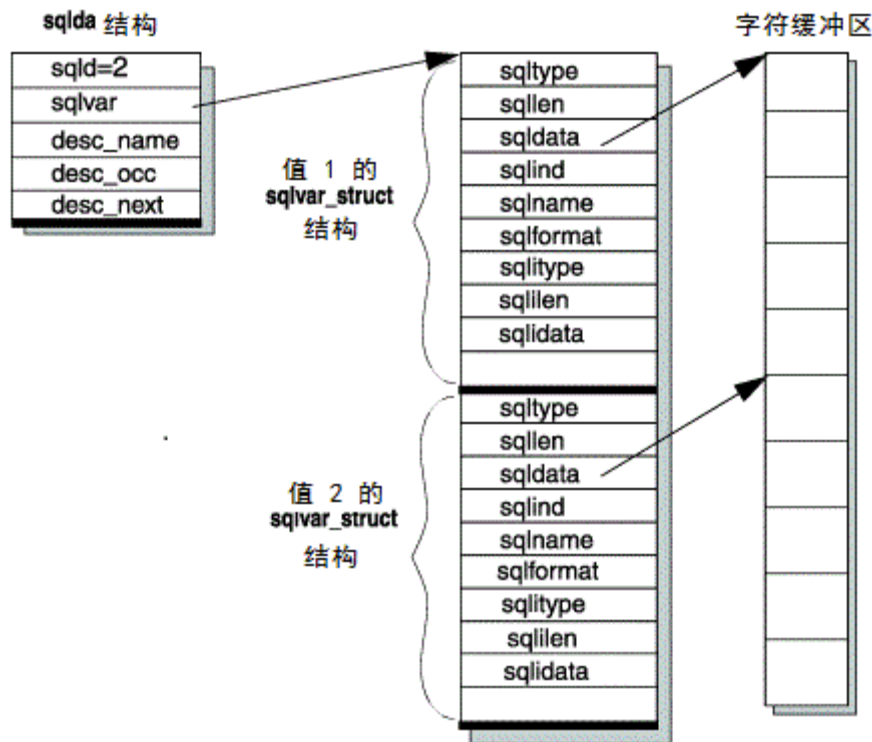 sqlda 结构
sqld=2
sqlvar
desc_name
desc_occ
desc_next
值 1 的
sqlvar_struct
结构
sqltype
sqllen
sqldata
sqlind
sqlname
sqlformat
sqlitype
sqlilen
sqlidata
值 2 的
sqlvar_struct
结构
sqltype
sqllen
sqldata
sqlind
sqlname
sqlformat
sqlitype
sqlilen
sqlidata
字符缓冲区